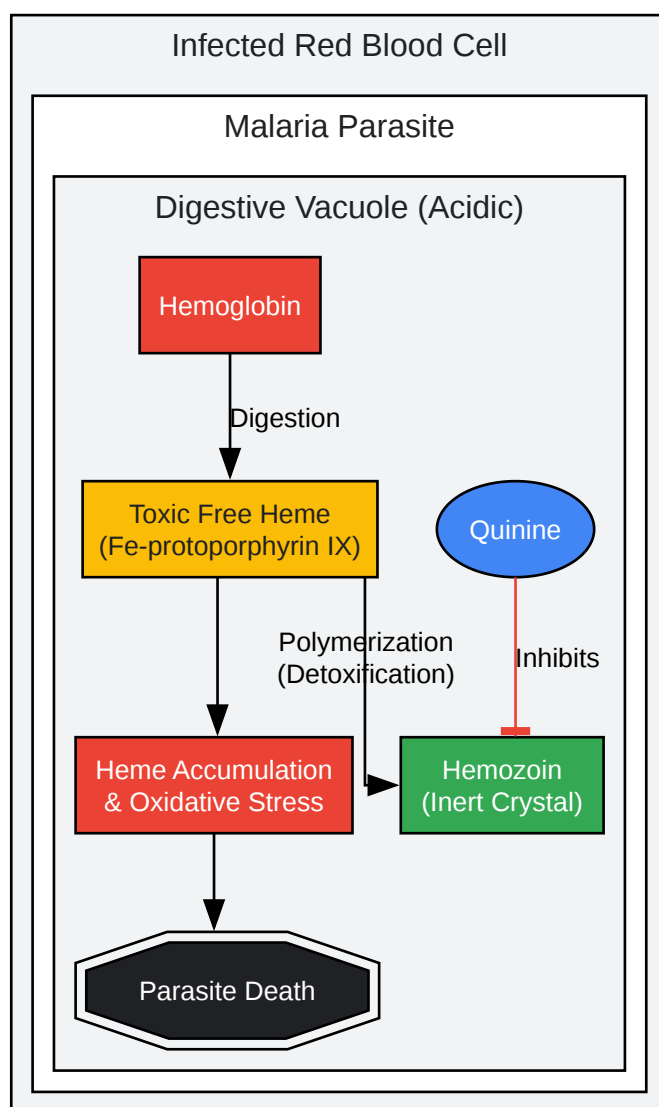 Infected Red Blood Cell
Malaria Parasite
Digestive Vacuole (Acidic)
Hemoglobin
Digestion
Toxic Free Heme
(Fe-protoporphyrin IX)
Quinine
Polymerization
(Detoxification)
Inhibits
Heme Accumulation
& Oxidative Stress
Hemozoin
(Inert Crystal)
Parasite Death